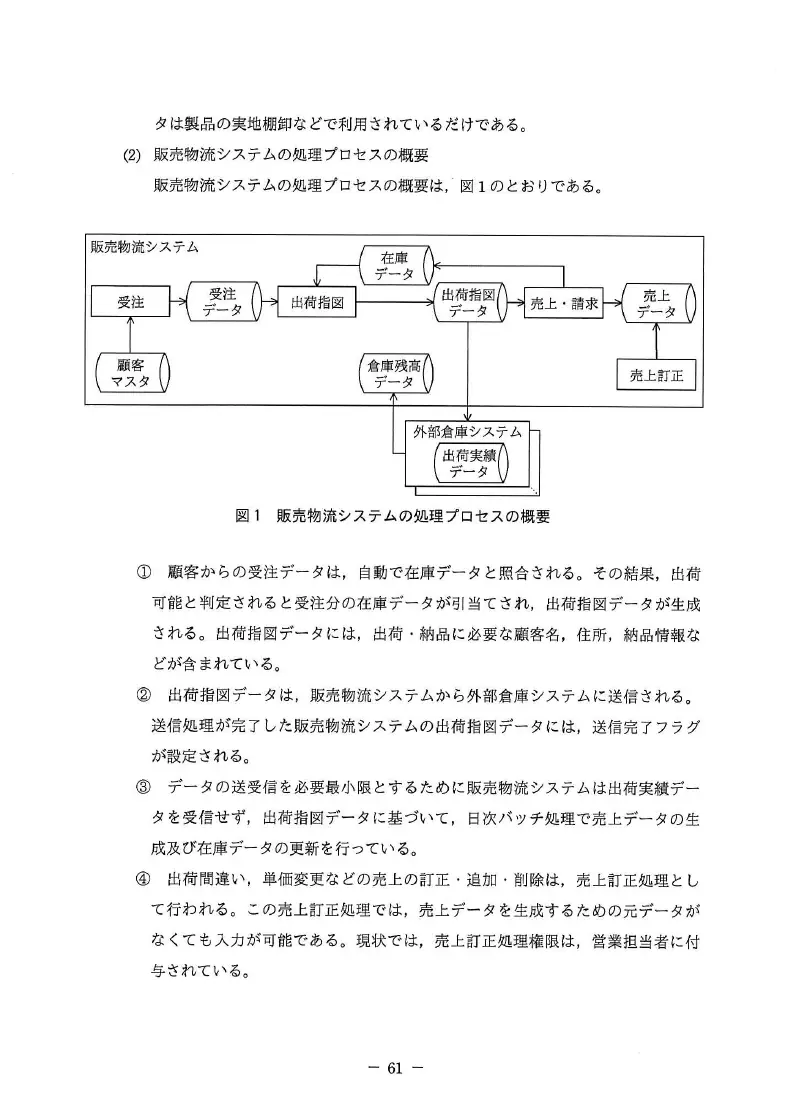 タは製品の実地棚卸などで利用されているだけである。
(2) 販売物流システムの処理プロセスの概要
販売物流システムの処理プロセスの概要は，図1のとおりである。
販売物流システム
在庫
データ
受注
受注
データ
出荷指図
出荷指図
データ
売上・請求
売上
データ
顧客
マスタ
倉庫残高
データ
売上訂正
外部倉庫システム
出荷実績
データ
図1 販売物流システムの処理プロセスの概要
① 顧客からの受注データは，自動で在庫データと照合される。その結果，出荷
可能と判定されると受注分の在庫データが引当てされ，出荷指図データが生成
される。出荷指図データには，出荷・納品に必要な顧客名，住所，納品情報な
どが含まれている。
② 出荷指図データは，販売物流システムから外部倉庫システムに送信される。
送信処理が完了した販売物流システムの出荷指図データには，送信完了フラグ
が設定される。
③ データの送受信を必要最小限とするために販売物流システムは出荷実績デー
タを受信せず，出荷指図データに基づいて，日次バッチ処理で売上データの生
成及び在庫データの更新を行っている。
④ 出荷間違い，単価変更などの売上の訂正・追加・削除は，売上訂正処理とし
て行われる。この売上訂正処理では，売上データを生成するための元データが
なくても入力が可能である。現状では，売上訂正処理権限は，営業担当者に付
与されている。
－ 61 －